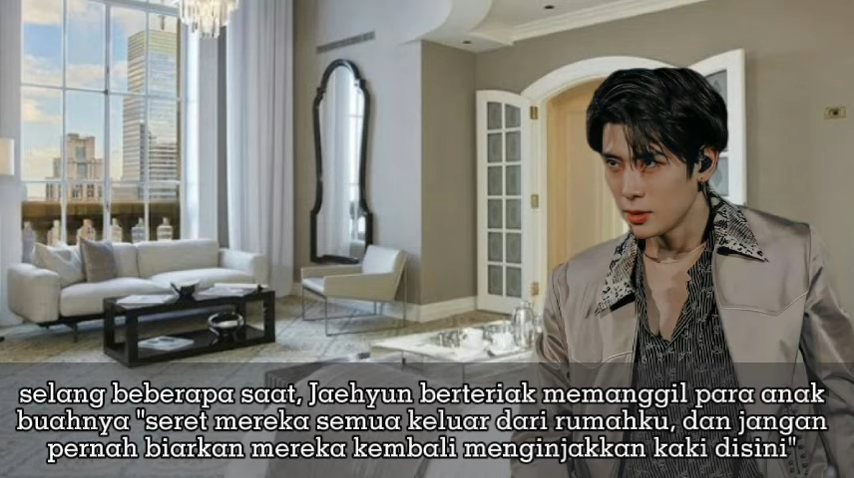 selang beberapa saat, Jaehyun berteriak memanggil para anak
buahnya "seret mereka semua keluar dari rumahku, dan jangan
pernah biarkan mereka kembali menginjakkan kaki disini"